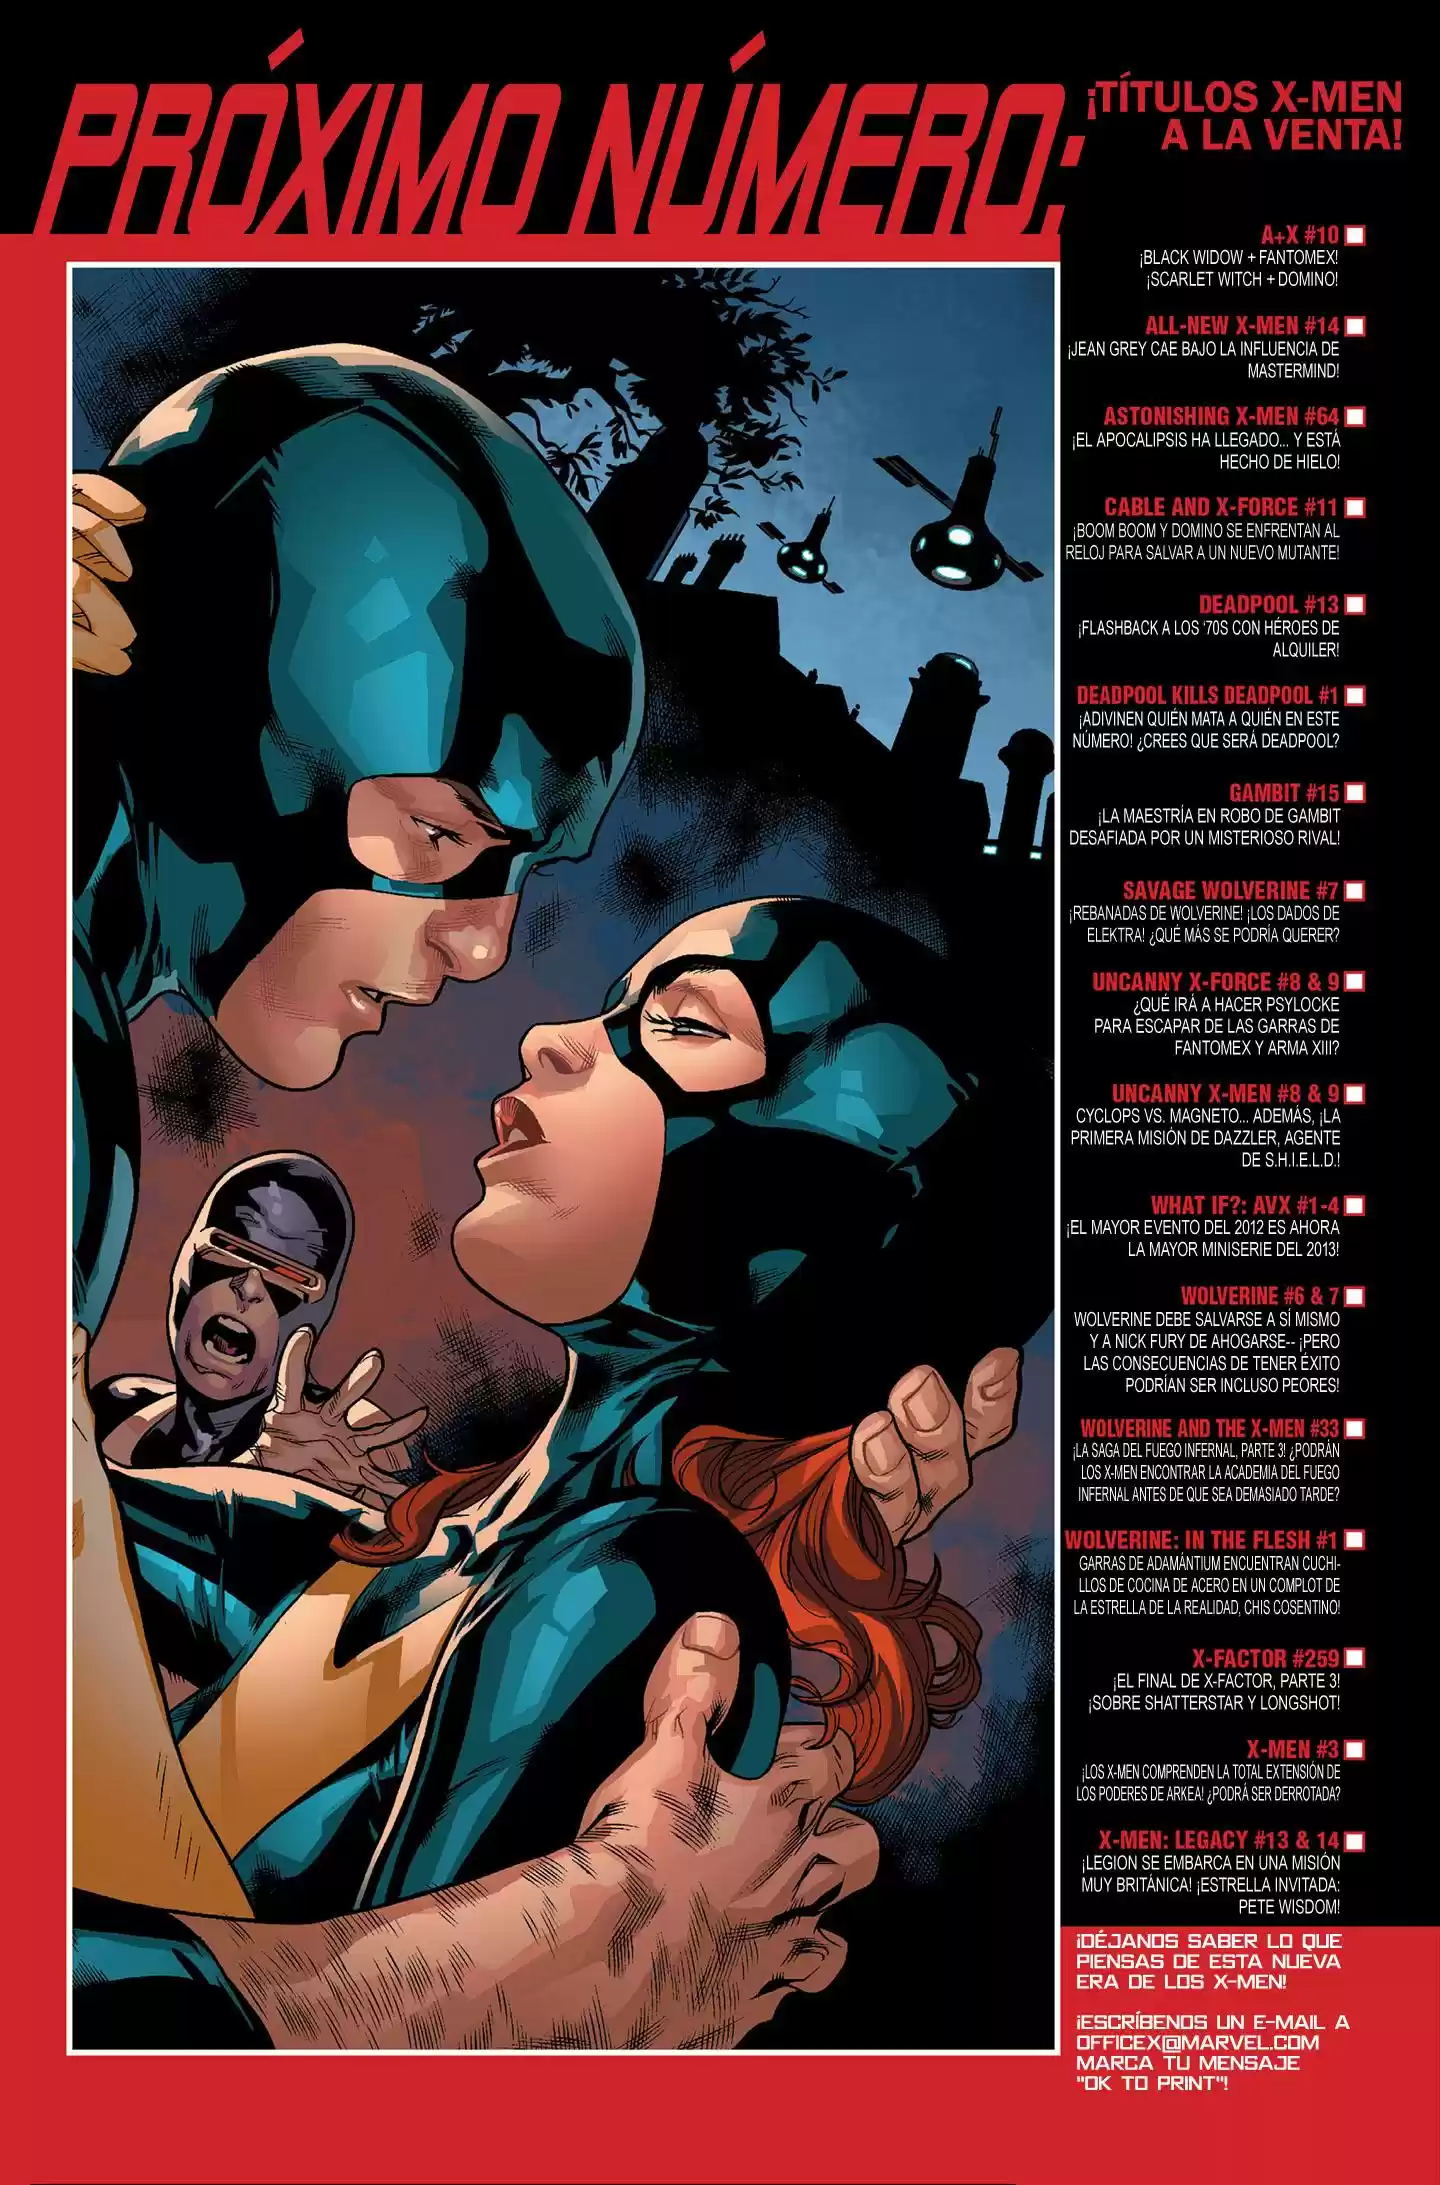 PRÓXIMO NÚMERO:
¡TÍTULOS X-MEN
A LA VENTA!
A+X #10
¡BLACK WIDOW + FANTOMEX!
¡SCARLET WITCH + DOMINO!
ALL-NEW X-MEN #14
¡JEAN GREY CAE BAJO LA INFLUENCIA DE
MASTERMIND!
ASTONISHING X-MEN #64
¡EL APOCALIPSIS HA LLEGADO... Y ESTÁ
HECHO DE HIELO!
CABLE AND X-FORCE #11
¡BOOM BOOM Y DOMINO SE ENFRENTAN AL
RELOJ PARA SALVAR A UN NUEVO MUTANTE!
DEADPOOL #13
¡FLASHBACK A LOS '70S CON HÉROES DE
ALQUILER!
DEADPOOL KILLS DEADPOOL #1
¡ADIVINEN QUIÉN MATA A QUIÉN EN ESTE
NÚMERO! ¿CREES QUE SERÁ DEADPOOL?
GAMBIT #15
¡LA MAESTRÍA EN ROBO DE GAMBIT
DESAFIADA POR UN MISTERIOSO RIVAL!
SAVAGE WOLVERINE #7
¡REBANADAS DE WOLVERINE! ¡LOS DADOS DE
ELEKTRA! ¿QUÉ MÁS SE PODRÍA QUERER?
UNCANNY X-FORCE #8 & 9
¿QUÉ IRÁ A HACER PSYLOCKE
PARA ESCAPAR DE LAS GARRAS DE
FANTOMEX Y ARMA XIII?
UNCANNY X-MEN #8 & 9
CYCLOPS VS. MAGNETO... ADEMÁS, ¡LA
PRIMERA MISIÓN DE DAZZLER, AGENTE
DE S.H.I.E.L.D.!
WHAT IF?: AVX #1-4
¡EL MAYOR EVENTO DEL 2012 ES AHORA
LA MAYOR MINISERIE DEL 2013!
WOLVERINE #6 & 7
WOLVERINE DEBE SALVARSE A SÍ MISMO
Y A NICK FURY DE AHOGARSE-- ¡PERO
LAS CONSECUENCIAS DE TENER ÉXITO
PODRÍAN SER INCLUSO PEORES!
WOLVERINE AND THE X-MEN #33
¡LA SAGA DEL FUEGO INFERNAL, PARTE 3! ¿PODRÁN
LOS X-MEN ENCONTRAR LA ACADEMIA DEL FUEGO
INFERNAL ANTES DE QUE SEA DEMASIADO TARDE?
WOLVERINE: IN THE FLESH #1
GARRAS DE ADAMÁNTIUM ENCUENTRAN CUCHI-
LLOS DE COCINA DE ACERO EN UN COMPLOT DE
LA ESTRELLA DE LA REALIDAD, CHIS COSENTINO!
X-FACTOR #259
¡EL FINAL DE X-FACTOR, PARTE 3!
¡SOBRE SHATTERSTAR Y LONGSHOT!
X-MEN #3
¡LOS X-MEN COMPRENDEN LA TOTAL EXTENSIÓN DE
LOS PODERES DE ARKEA! ¿PODRÁ SER DERROTADA?
X-MEN: LEGACY #13 & 14
¡LEGION SE EMBARCA EN UNA MISIÓN
MUY BRITÁNICA! ¡ESTRELLA INVITADA:
PETE WISDOM!
¡DÉJANOS SABER LO QUE
PIENSAS DE ESTA NUEVA
ERA DE LOS X-MEN!
¡ESCRÍBENOS UN E-MAIL A
OFFICEX@MARVEL.COM
MARCA TU MENSAJE
"OK TO PRINT"!